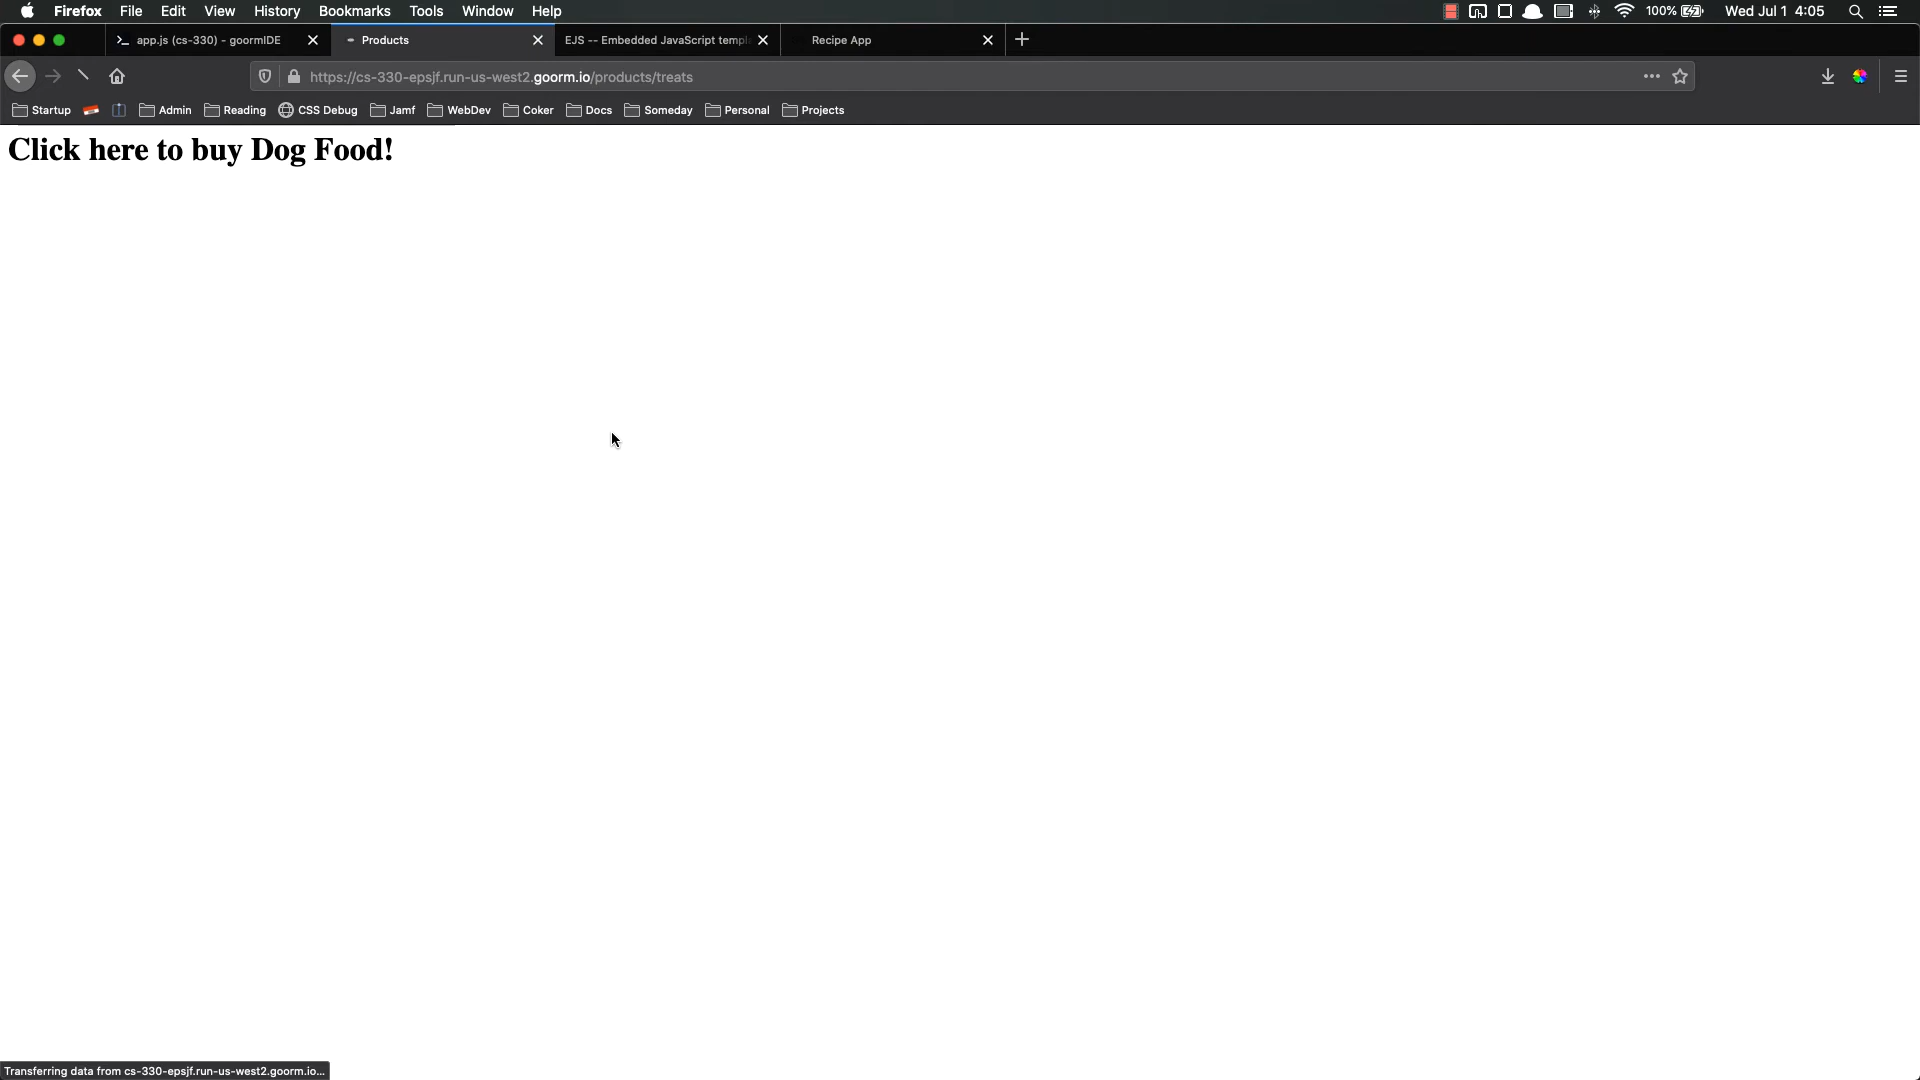 Firefox File Edit View History Bookmarks Tools Window Help 100% Wed Jul 1 4:05
app.js (cs-330) - goormIDE Products EJS -- Embedded JavaScript templ Recipe App
https://cs-330-epsjf.run-us-west2.goorm.io/products/treats
Startup Admin Reading CSS Debug Jamf WebDev Coker Docs Someday Personal Projects
Click here to buy Dog Food!
Transferring data from cs-330-epsjf.run-us-west2.goorm.io...